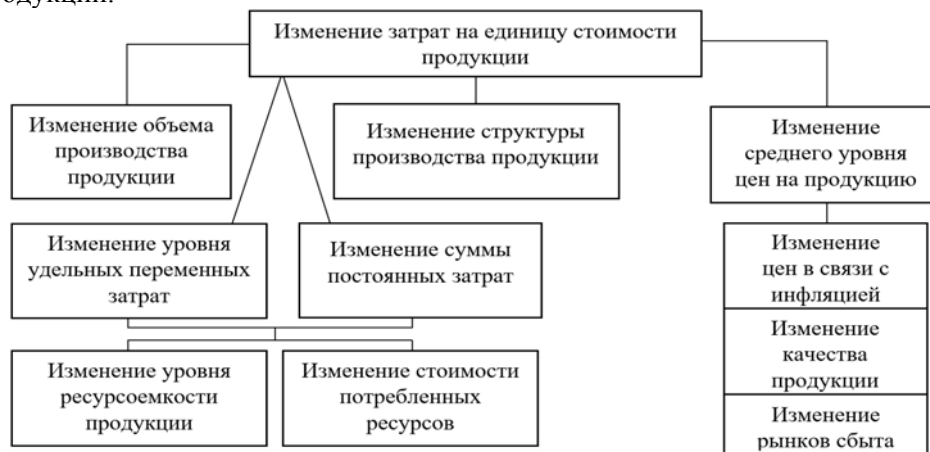 Изменение затрат на единицу стоимости
продукции
Изменение объема
производства
продукции
Изменение структуры
производства продукции
Изменение
среднего уровня
цен на продукцию
Изменение уровня
удельных переменных
затрат
Изменение суммы
постоянных затрат
Изменение
цен в связи с
инфляцией
Изменение
качества
продукции
Изменение
рынков сбыта
Изменение уровня
ресурсоемкости
продукции
Изменение стоимости
потребленных
ресурсов